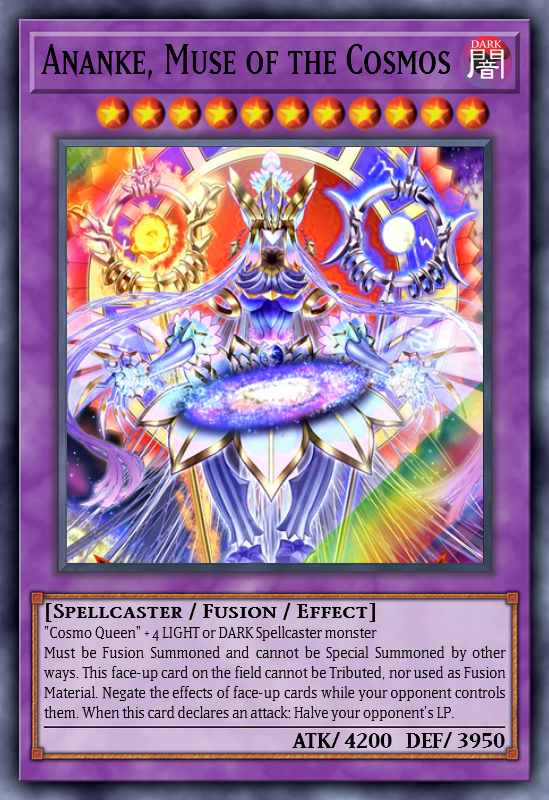 Ananke, Muse of the Cosmos
DARK
闇
[Spellcaster / Fusion / Effect]
"Cosmo Queen" + 4 LIGHT or DARK Spellcaster monster
Must be Fusion Summoned and cannot be Special Summoned by other
ways. This face-up card on the field cannot be Tributed, nor used as Fusion
Material. Negate the effects of face-up cards while your opponent controls
them. When this card declares an attack: Halve your opponent's LP.
ATK/ 4200 DEF/ 3950